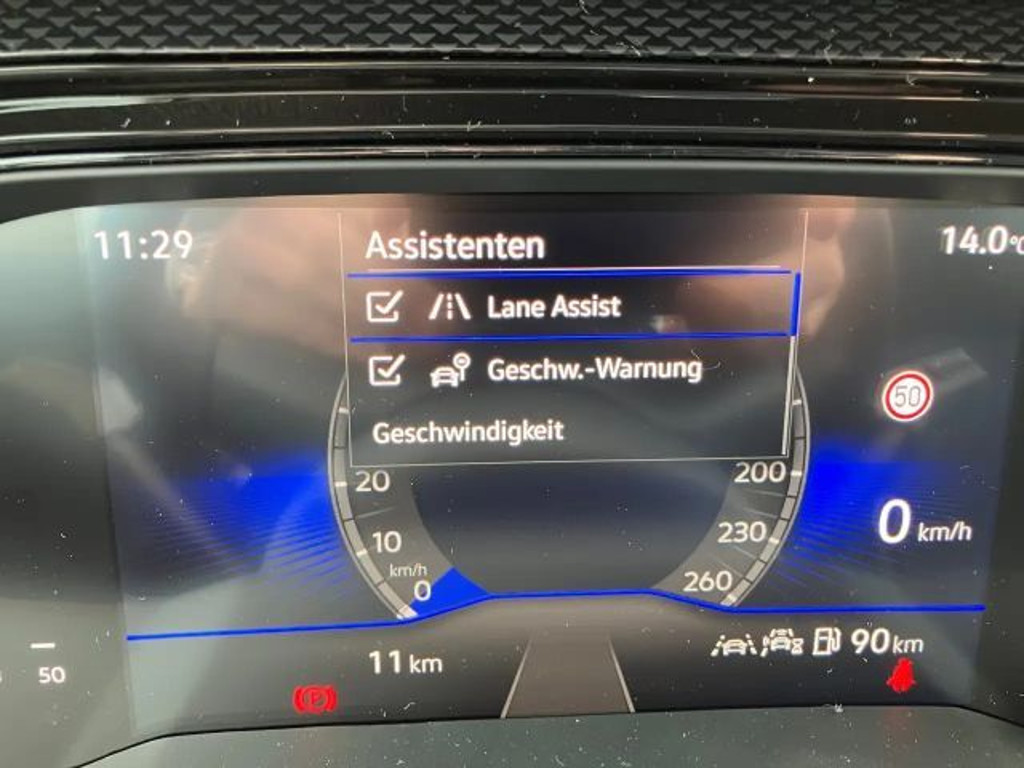 11:29
Assistenten
14.0°C
Lane Assist
Geschw.-Warnung
50
Geschwindigkeit
20
200
10
230
0 km/h
km/h
0
260
50
11 km
90 km
P